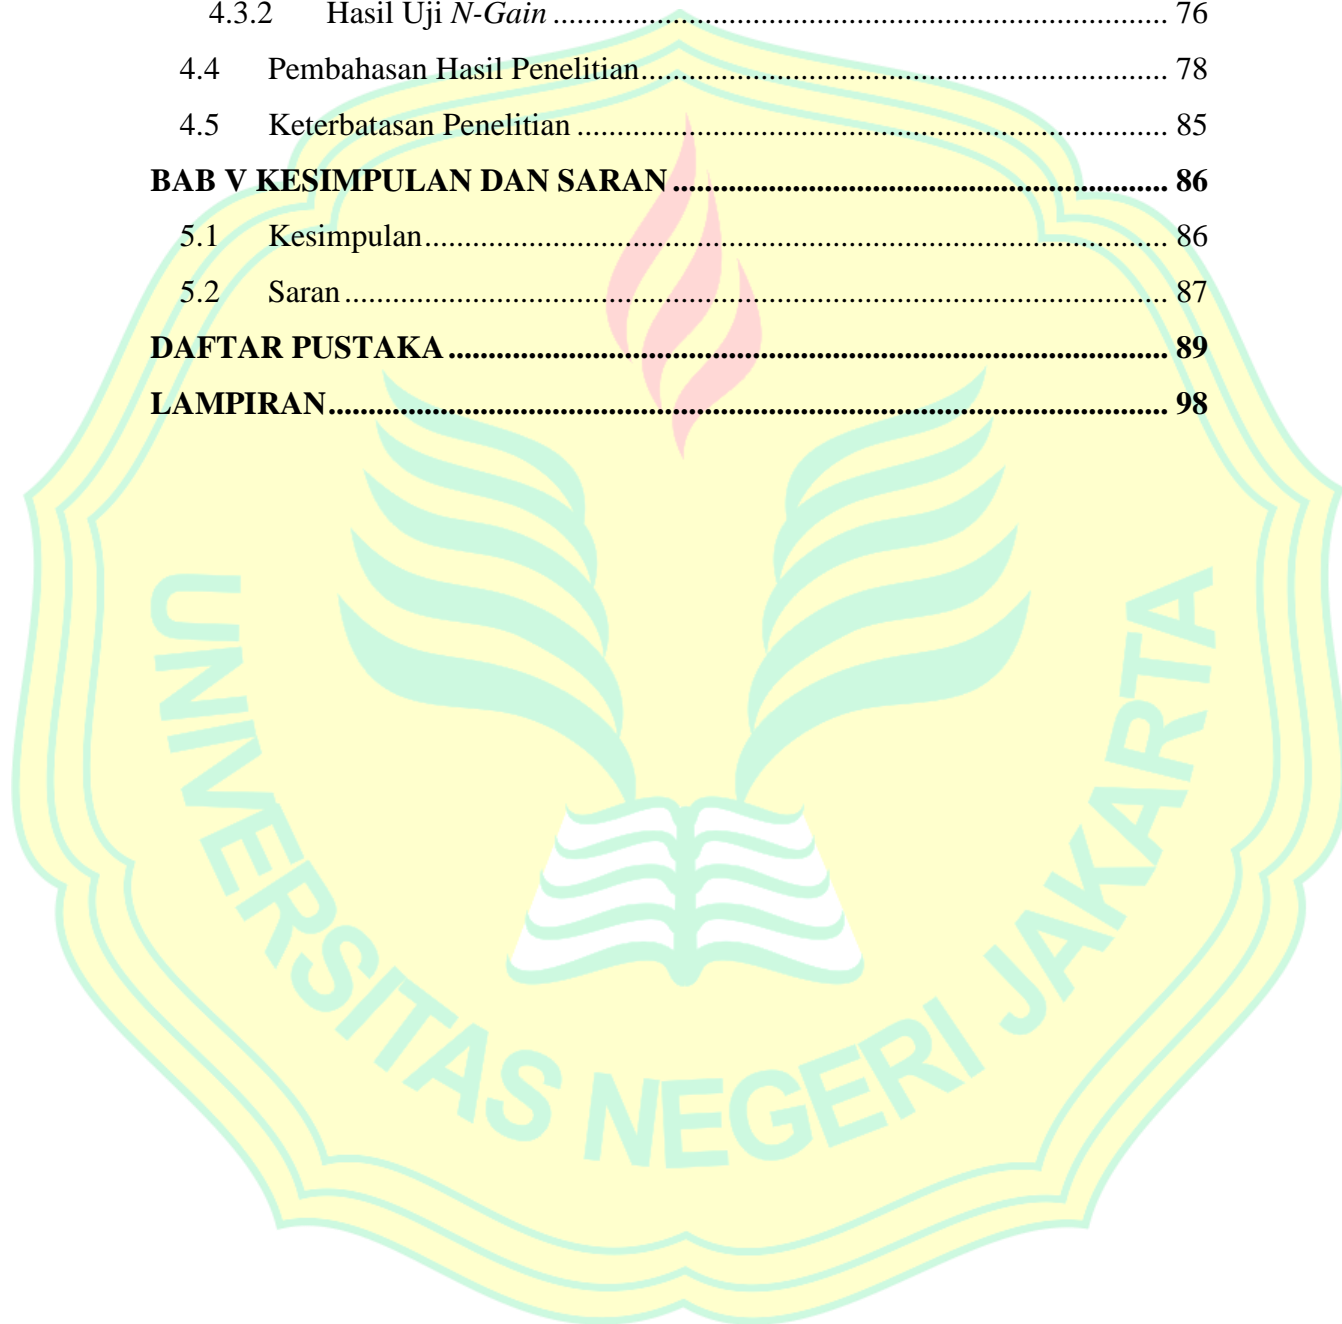 4.3.2 Hasil Uji N-Gain ............................................................................. 76
4.4 Pembahasan Hasil Penelitian.................................................................. 78
4.5 Keterbatasan Penelitian .......................................................................... 85
BAB V KESIMPULAN DAN SARAN .............................................................. 86
5.1 Kesimpulan............................................................................................. 86
5.2 Saran ....................................................................................................... 87
DAFTAR PUSTAKA .......................................................................................... 89
LAMPIRAN......................................................................................................... 98
UNIVERSITAS NEGERI JAKARTA